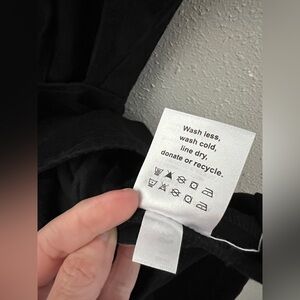 Wash less,
wash cold,
line dry,
donate or recycle.